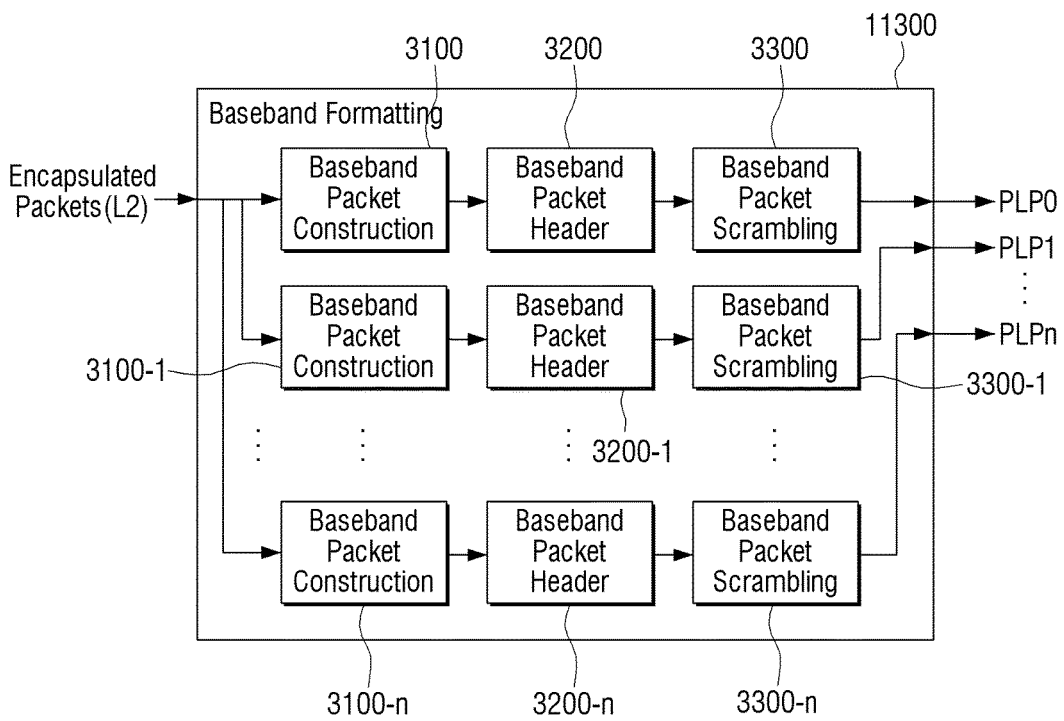 11300
3100
3200
3300
Baseband Formatting
Encapsulated
Packets(L2)
Baseband
Packet
Construction
Baseband
Packet
Header
Baseband
Packet
Scrambling
PLP0
PLP1
PLPn
Baseband
Packet
Construction
Baseband
Packet
Header
Baseband
Packet
Scrambling
3100-1
3200-1
3300-1
Baseband
Packet
Construction
Baseband
Packet
Header
Baseband
Packet
Scrambling
3100-n
3200-n
3300-n